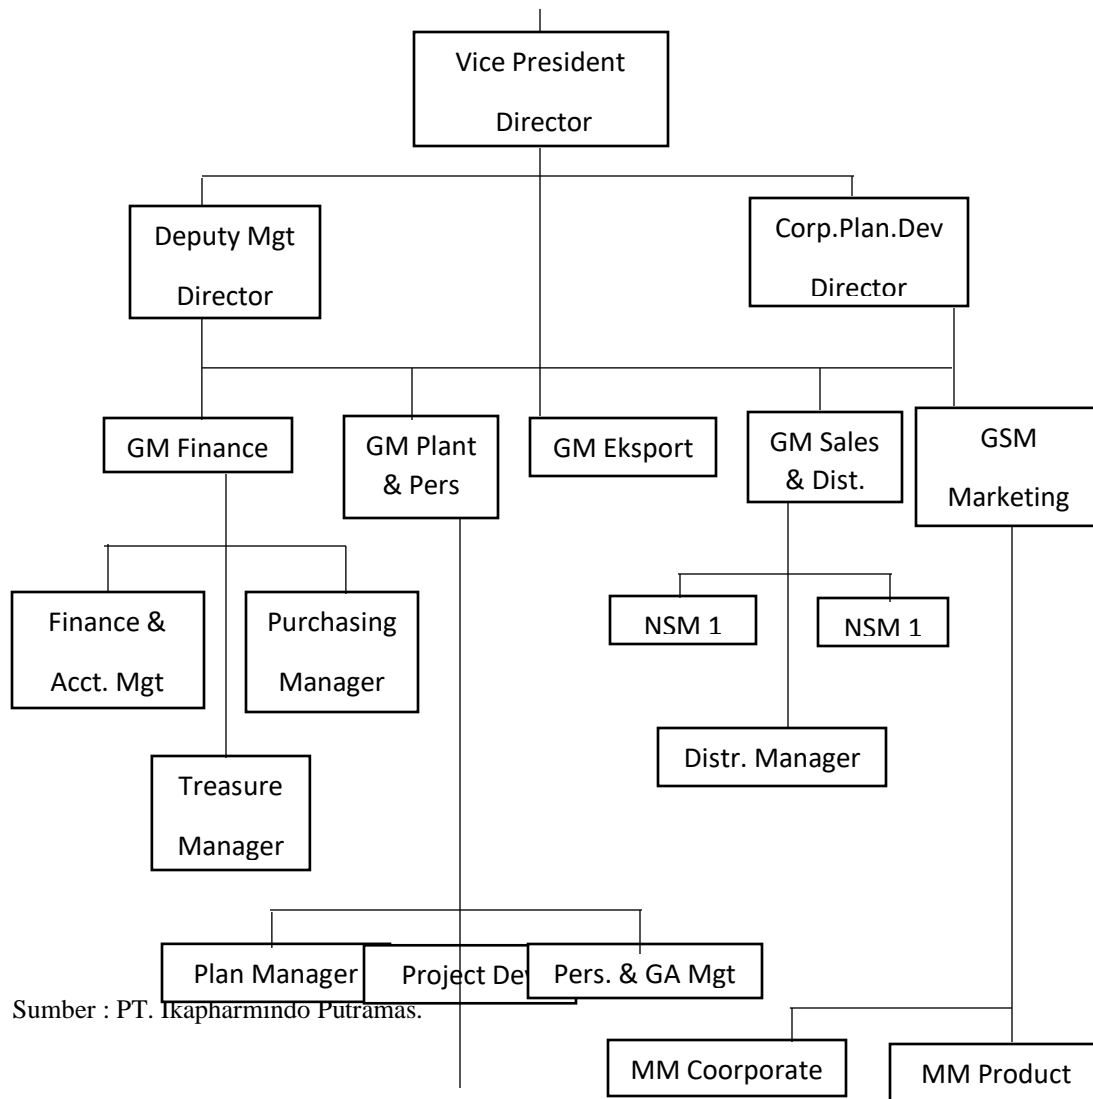 Vice President
Director
Deputy Mgt
Director
Corp.Plan.Dev
Director
GM Finance
GM Plant
& Pers
GM Eksport
GM Sales
& Dist.
GSM
Marketing
Finance &
Acct. Mgt
Purchasing
Manager
NSM 1
NSM 1
Treasure
Manager
Distr. Manager
Plan Manager
Project Dev
Pers. & GA Mgt
Sumber : PT. Ikapharmindo Putramas.
MM Coorporate
MM Product